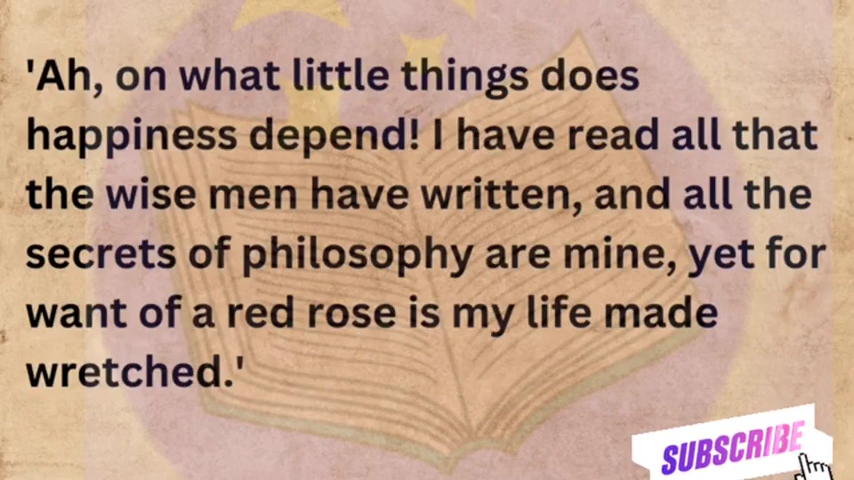 'Ah, on what little things does
happiness depend! I have read all that
the wise men have written, and all the
secrets of philosophy are mine, yet for
want of a red rose is my life made
wretched.'
SUBSCRIBE